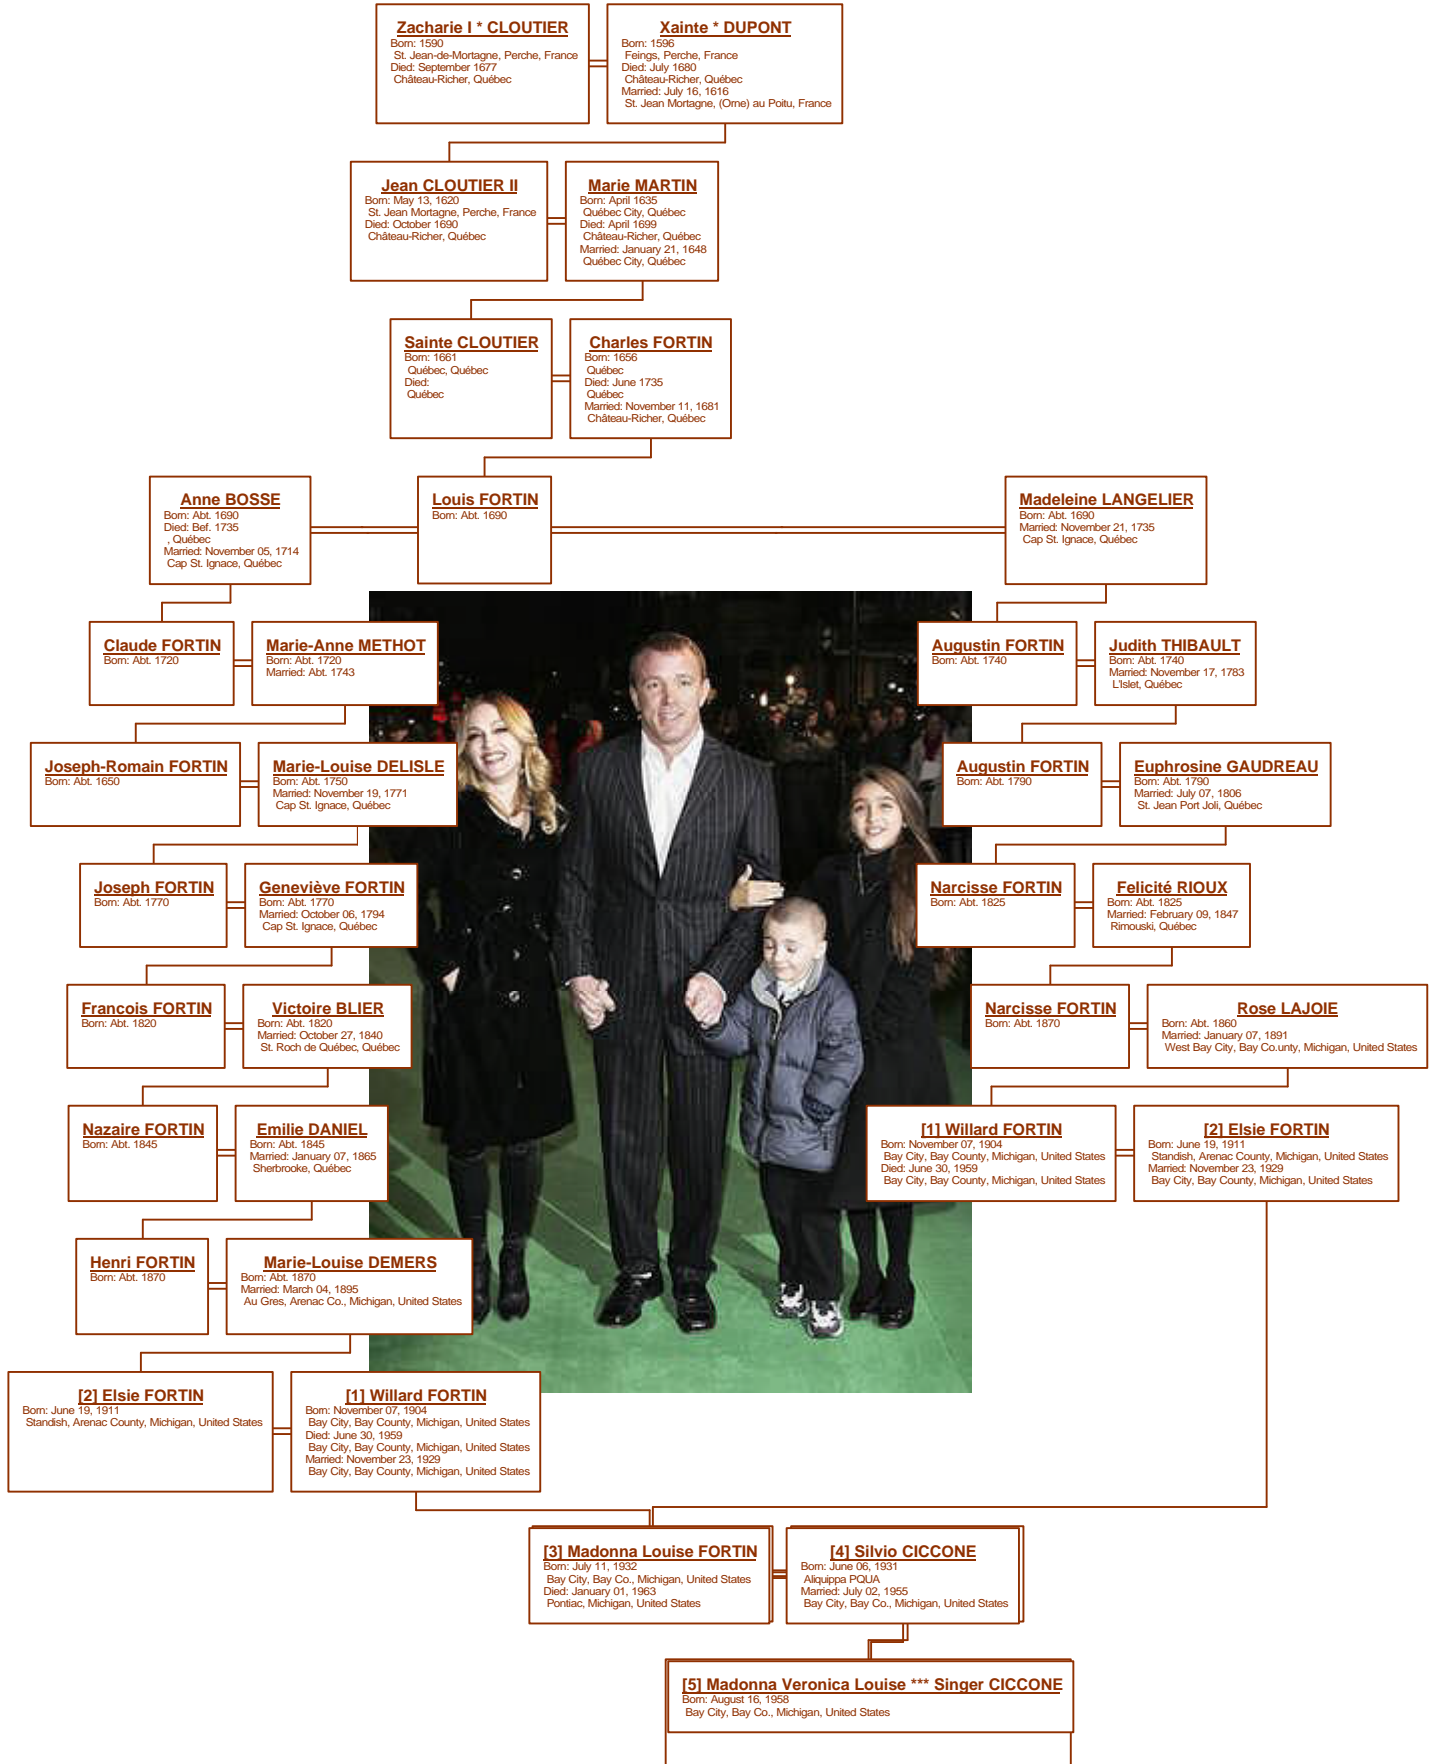 Zacharie I * CLOUTIER
Born: 1590
St. Jean-de-Mortagne, Perche, France
Died: September 1677
Château-Richer, Québec
Xainte * DUPONT
Born: 1596
Feings, Perche, France
Died: July 1680
Château-Richer, Québec
Married: July 16, 1616
St. Jean Mortagne, (Orne) au Poitu, France
Jean CLOUTIER II
Born: May 13, 1620
St. Jean Mortagne, Perche, France
Died: October 1690
Château-Richer, Québec
Marie MARTIN
Born: April 1635
Québec City, Québec
Died: April 1699
Château-Richer, Québec
Married: January 21, 1648
Québec City, Québec
Sainte CLOUTIER
Born: 1661
Québec, Québec
Died:
Québec
Charles FORTIN
Born: 1656
Québec
Died: June 1735
Québec
Married: November 11, 1681
Château-Richer, Québec
Anne BOSSE
Born: Abt. 1690
Died: Bef. 1735
, Québec
Married: November 05, 1714
Cap St. Ignace, Québec
Louis FORTIN
Born: Abt. 1690
Madeleine LANGELIER
Born: Abt. 1690
Married: November 21, 1735
Cap St. Ignace, Québec
Claude FORTIN
Born: Abt. 1720
Marie-Anne METHOT
Born: Abt. 1720
Married: Abt. 1743
Augustin FORTIN
Born: Abt. 1740
Judith THIBAULT
Born: Abt. 1740
Married: November 17, 1783
L'Islet, Québec
Joseph-Romain FORTIN
Born: Abt. 1650
Marie-Louise DELISLE
Born: Abt. 1750
Married: November 19, 1771
Cap St. Ignace, Québec
Augustin FORTIN
Born: Abt. 1790
Euphrosine GAUDREAU
Born: Abt. 1790
Married: July 07, 1806
St. Jean Port Joli, Québec
Joseph FORTIN
Born: Abt. 1770
Geneviève FORTIN
Born: Abt. 1770
Married: October 06, 1794
Cap St. Ignace, Québec
Narcisse FORTIN
Born: Abt. 1825
Felicité RIOUX
Born: Abt. 1825
Married: February 09, 1847
Rimouski, Québec
Francois FORTIN
Born: Abt. 1820
Victoire BLIER
Born: Abt. 1820
Married: October 27, 1840
St. Roch de Québec, Québec
Narcisse FORTIN
Born: Abt. 1870
Rose LAJOIE
Born: Abt. 1860
Married: January 07, 1891
West Bay City, Bay Co.unty, Michigan, United States
Nazaire FORTIN
Born: Abt. 1845
Emilie DANIEL
Born: Abt. 1845
Married: January 07, 1865
Sherbrooke, Québec
[1] Willard FORTIN
Born: November 07, 1904
Bay City, Bay County, Michigan, United States
Died: June 30, 1959
Bay City, Bay County, Michigan, United States
[2] Elsie FORTIN
Born: June 19, 1911
Standish, Arenac County, Michigan, United States
Married: November 23, 1929
Bay City, Bay County, Michigan, United States
Henri FORTIN
Born: Abt. 1870
Marie-Louise DEMERS
Born: Abt. 1870
Married: March 04, 1895
Au Gres, Arenac Co., Michigan, United States
[2] Elsie FORTIN
Born: June 19, 1911
Standish, Arenac County, Michigan, United States
[1] Willard FORTIN
Born: November 07, 1904
Bay City, Bay County, Michigan, United States
Died: June 30, 1959
Bay City, Bay County, Michigan, United States
Married: November 23, 1929
Bay City, Bay County, Michigan, United States
[3] Madonna Louise FORTIN
Born: July 11, 1932
Bay City, Bay Co., Michigan, United States
Died: January 01, 1963
Pontiac, Michigan, United States
[4] Silvio CICCONE
Born: June 06, 1931
Aliquippa PQUA
Married: July 02, 1955
Bay City, Bay Co., Michigan, United States
[5] Madonna Veronica Louise *** Singer CICCONE
Born: August 16, 1958
Bay City, Bay Co., Michigan, United States